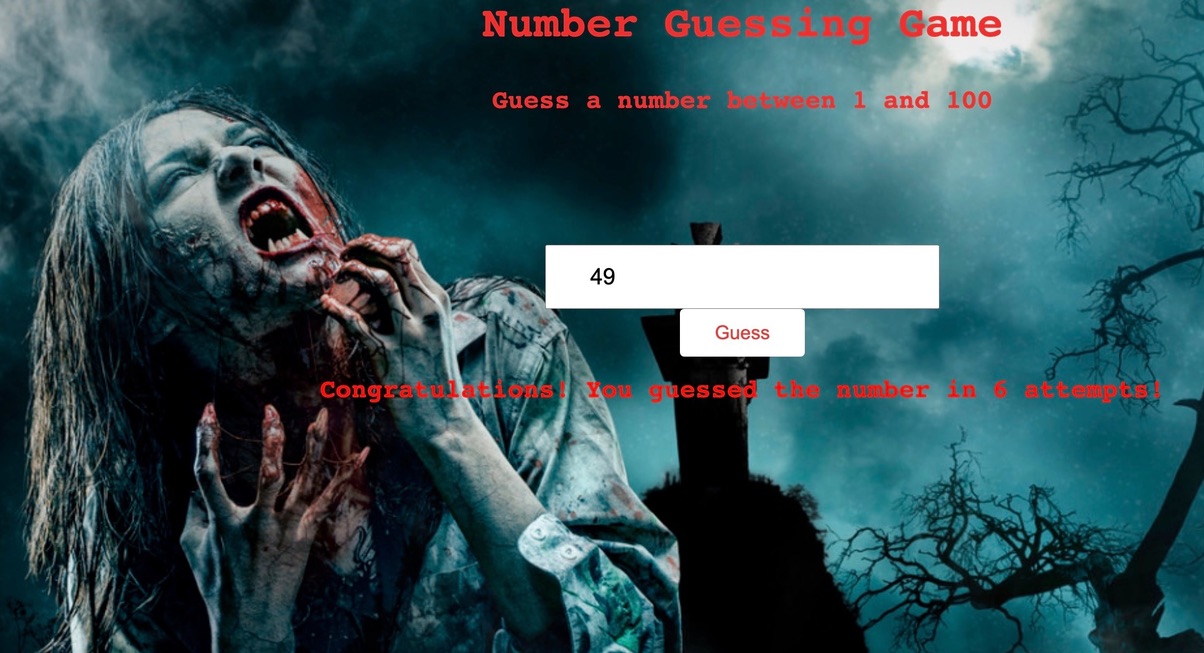 Number Guessing Game
Guess a number between 1 and 100
49
Guess
Congratulations! You guessed the number in 6 attempts!